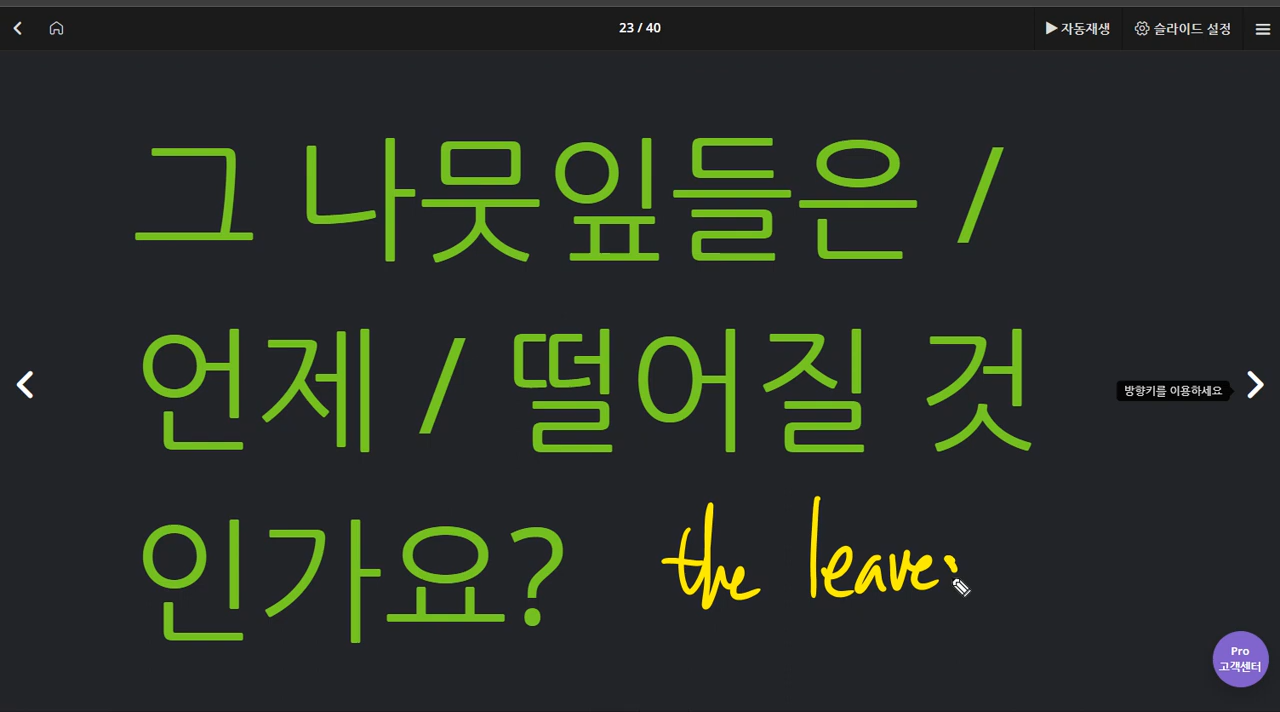 23 / 40
▶ 자동재생
슬라이드 설정
그 나뭇잎들은 /
언제 / 떨어질 것
방향키를 이용하세요
인가요?
the leaves
Pro
고객센터